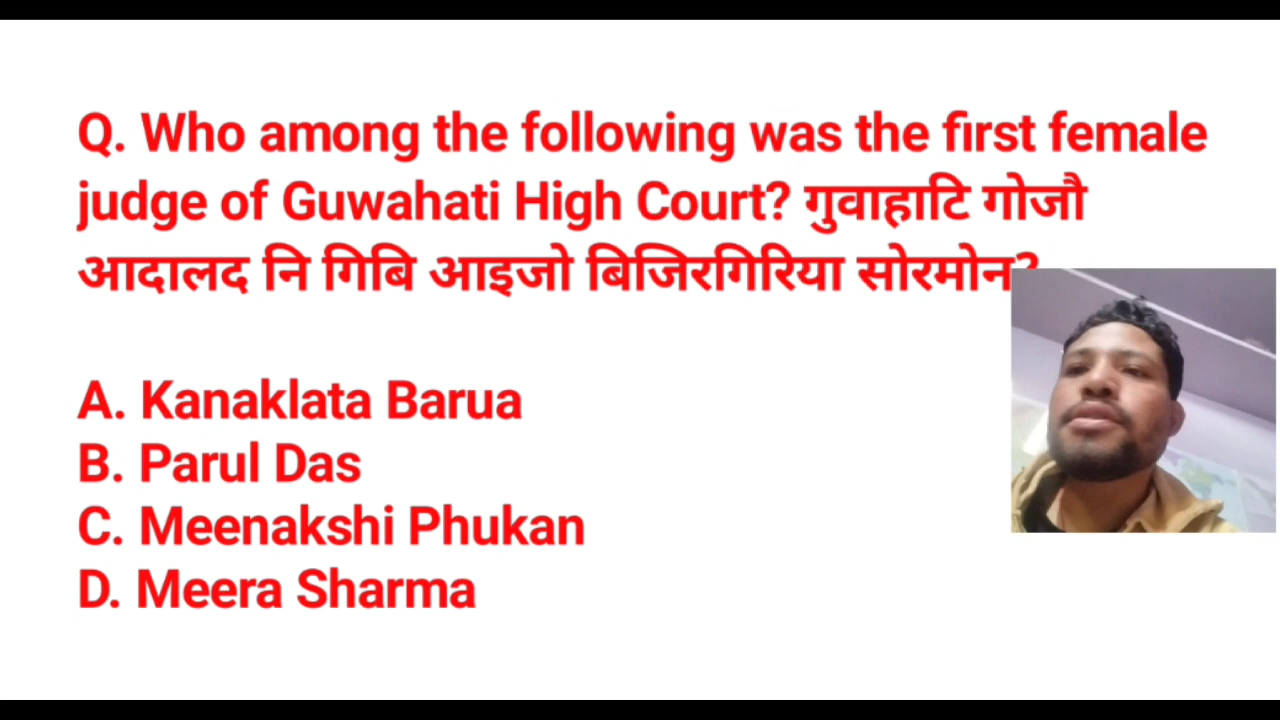 Q. Who among the following was the first female
judge of Guwahati High Court? गुवाहाटि गोजौ
आदालद नि गिबि आइजो बिजिरगिरिया सोरमोन?
A. Kanaklata Barua
B. Parul Das
C. Meenakshi Phukan
D. Meera Sharma